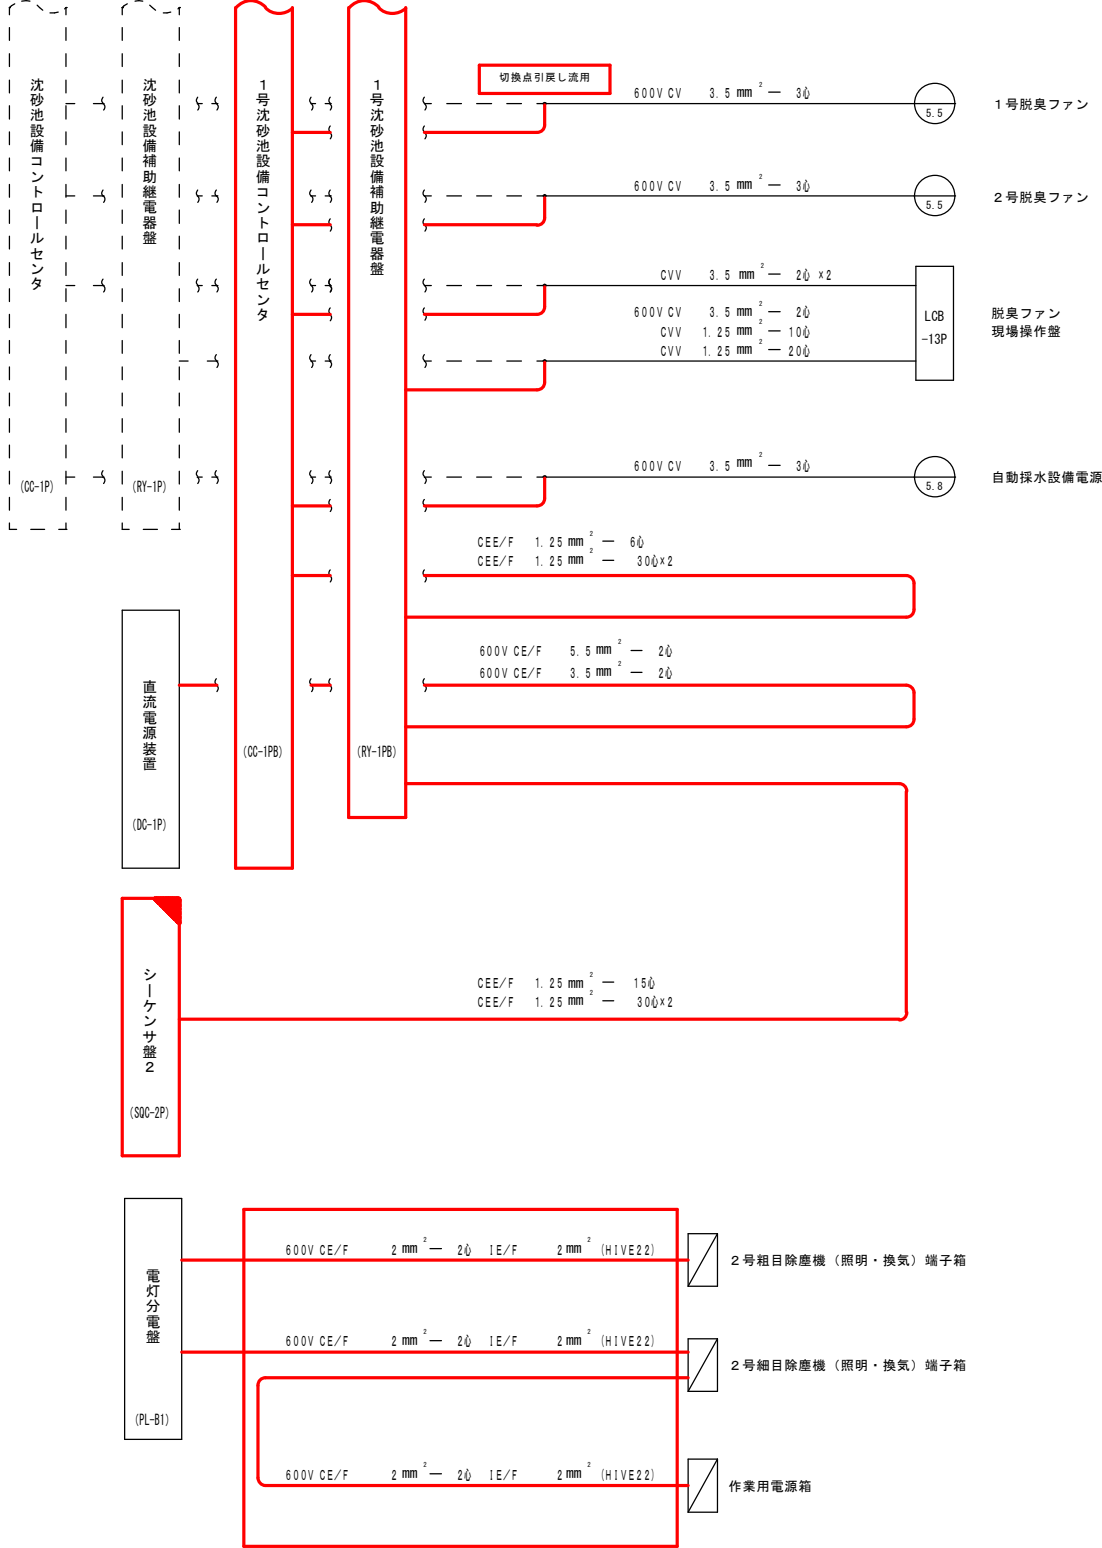 沈砂池設備コントロールセンタ
(CC-1P)
沈砂池設備補助継電器盤
(RY-1P)
1号沈砂池設備コントロールセンタ
(CC-1PB)
1号沈砂池設備補助継電器盤
(RY-1PB)
切換点引戻し流用
600V CV 3.5 mm² — 3心
5.5
1号脱臭ファン
600V CV 3.5 mm² — 3心
5.5
2号脱臭ファン
CVV 3.5 mm² — 2心 ×2
600V CV 3.5 mm² — 2心
CVV 1.25 mm² — 10心
CVV 1.25 mm² — 20心
LCB
-13P
脱臭ファン
現場操作盤
600V CV 3.5 mm² — 3心
5.8
自動採水設備電源
CEE/F 1.25 mm² — 6心
CEE/F 1.25 mm² — 30心×2
直流電源装置
(DC-1P)
600V CE/F 5.5 mm² — 2心
600V CE/F 3.5 mm² — 2心
シーケンサ盤2
(SQC-2P)
CEE/F 1.25 mm² — 15心
CEE/F 1.25 mm² — 30心×2
電灯分電盤
(PL-B1)
600V CE/F 2 mm² — 2心 IE/F 2 mm² (HIVE22)
2号粗目除塵機（照明・換気）端子箱
600V CE/F 2 mm² — 2心 IE/F 2 mm² (HIVE22)
2号細目除塵機（照明・換気）端子箱
600V CE/F 2 mm² — 2心 IE/F 2 mm² (HIVE22)
作業用電源箱